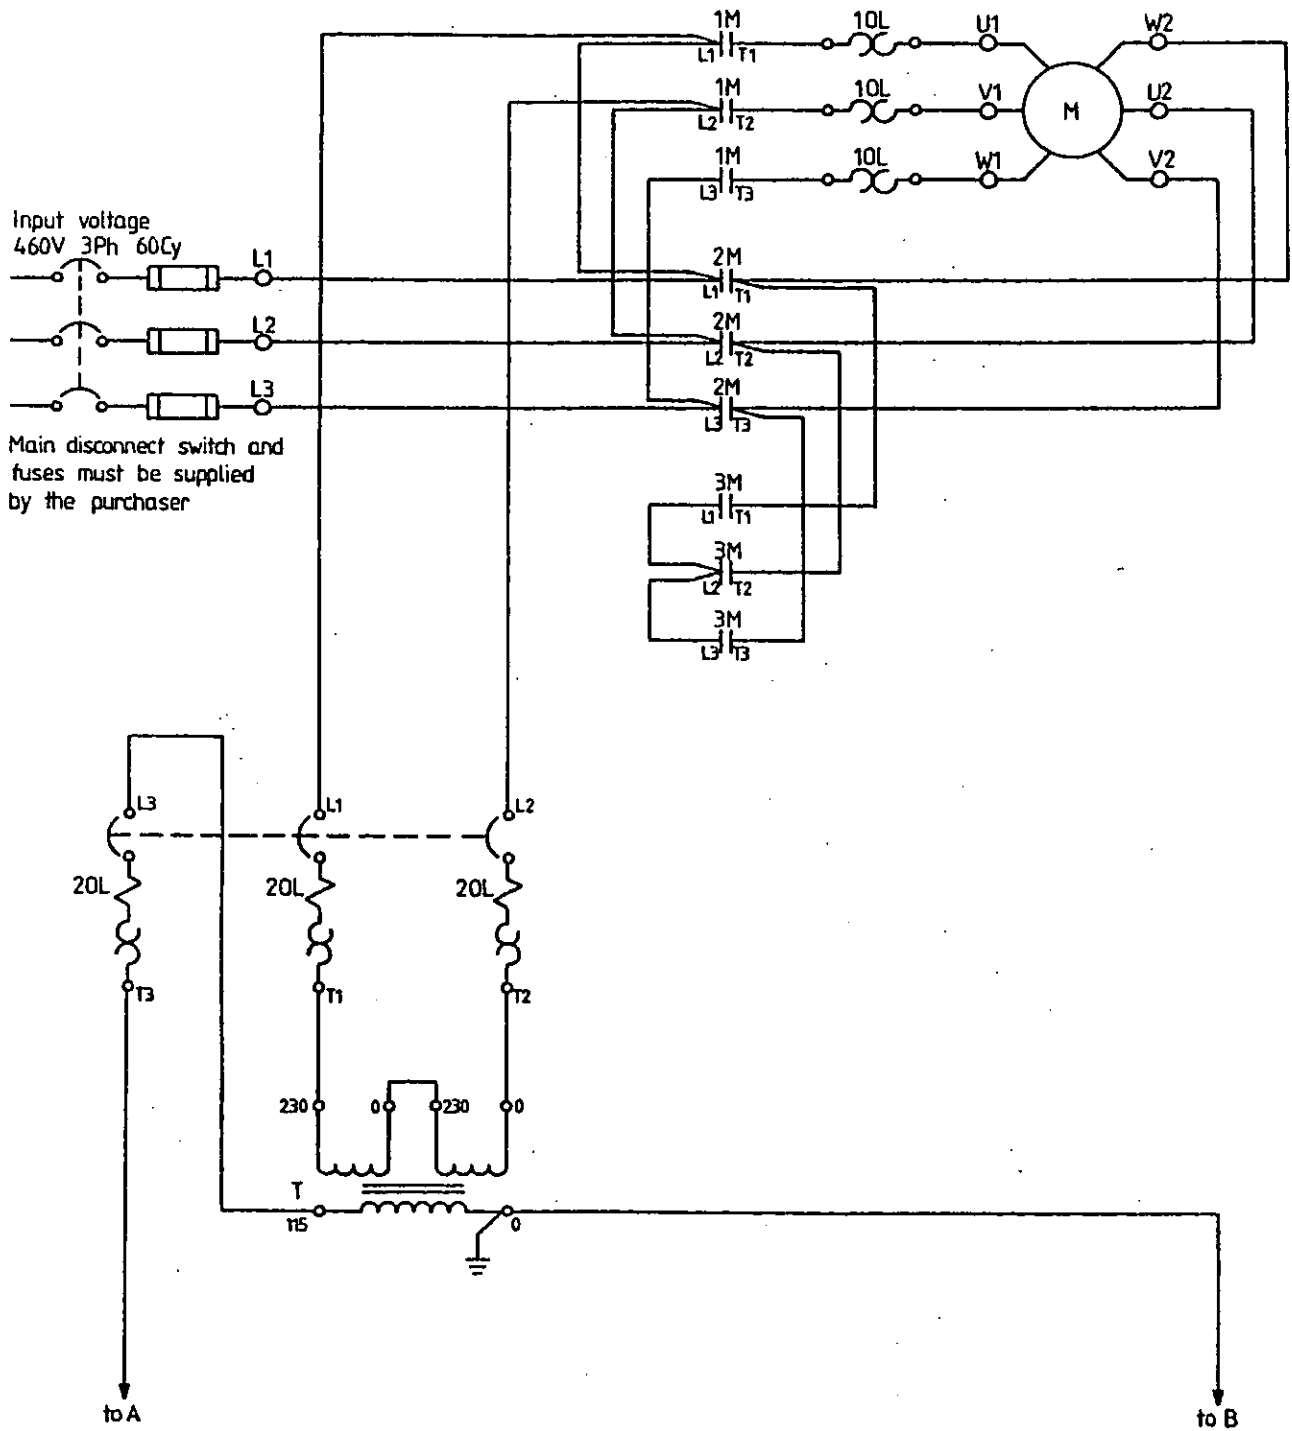 1M 10L U1 W2
L1 T1
1M 10L V1 U2
M
L2 T2
1M 10L W1 V2
L3 T3
Input voltage
460V 3Ph 60Cy
L1
2M
L1 T1
L2
2M
L2 T2
L3
2M
L3 T3
Main disconnect switch and
fuses must be supplied
by the purchaser
3M
L1 T1
3M
L2 T2
3M
L3 T3
L3 L1 L2
20L 20L 20L
T3 T1 T2
230 0 230 0
T
115 0
to A to B